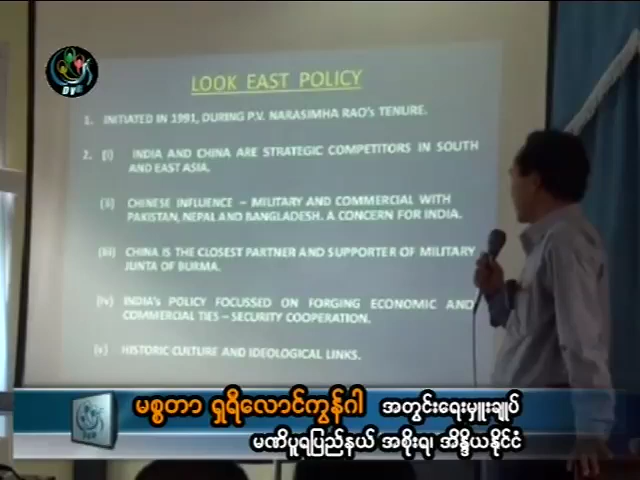 DVB
LOOK EAST POLICY
1. INITIATED IN 1991, DURING P.V. NARASIMHA RAO's TENURE.
2. (i) INDIA AND CHINA ARE STRATEGIC COMPETITORS IN SOUTH
AND EAST ASIA.
(ii) CHINESE INFLUENCE – MILITARY AND COMMERCIAL WITH
PAKISTAN, NEPAL AND BANGLADESH. A CONCERN FOR INDIA.
(iii) CHINA IS THE CLOSEST PARTNER AND SUPPORTER OF MILITARY
JUNTA OF BURMA.
(iv) INDIA's POLICY FOCUSSED ON FORGING ECONOMIC AND
COMMERCIAL TIES – SECURITY COOPERATION.
(v) HISTORIC CULTURE AND IDEOLOGICAL LINKS.
မစ္စတာ ရှရီလောင်ကွန်ဂါ အတွင်းရေးမှူးချုပ်
DVB
မဏိပူရပြည်နယ် အစိုးရ၊ အိန္ဒိယနိုင်ငံ